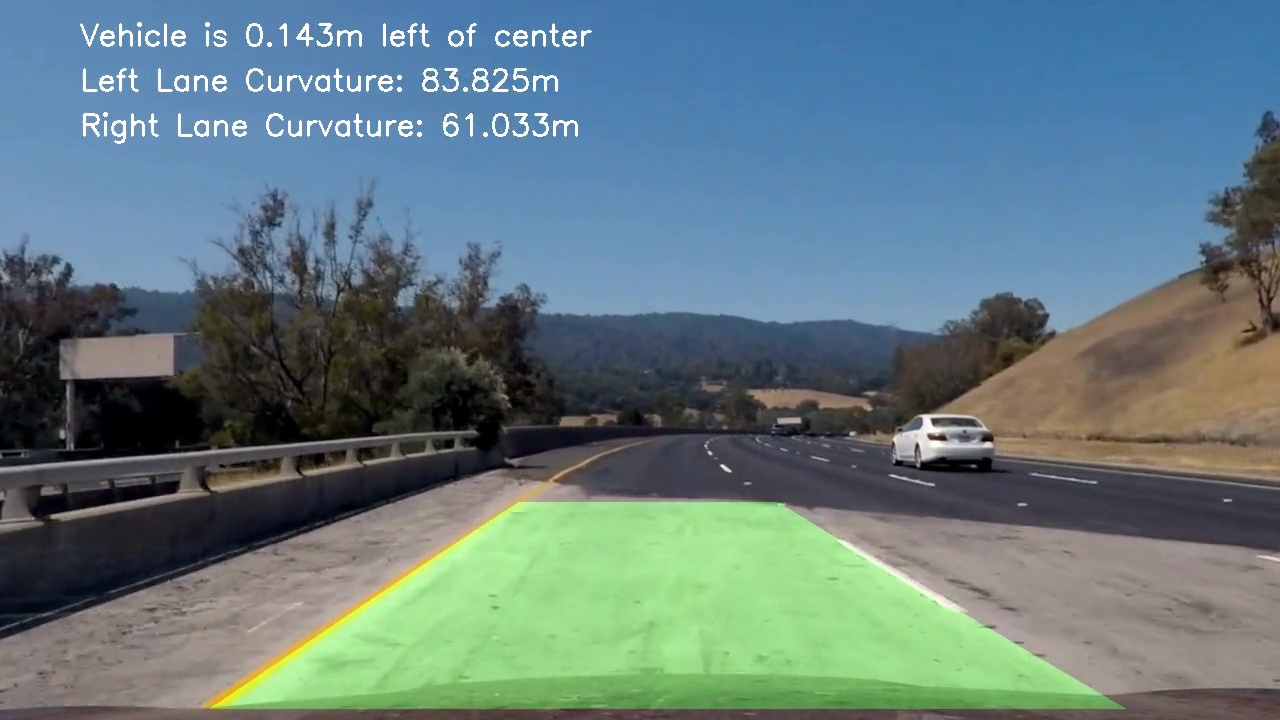 Vehicle is 0.143m left of center
Left Lane Curvature: 83.825m
Right Lane Curvature: 61.033m